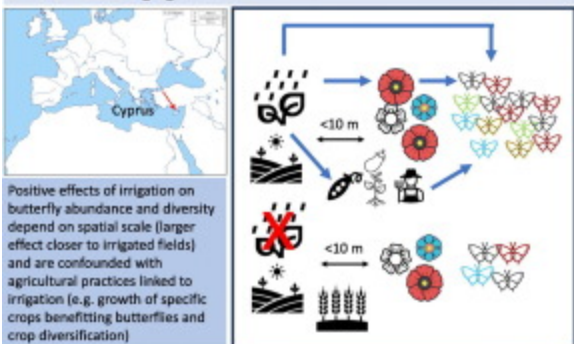 Cyprus
Positive effects of irrigation on
butterfly abundance and diversity
depend on spatial scale (larger
effect closer to irrigated fields)
and are confounded with
agricultural practices linked to
irrigation (e.g. growth of specific
crops benefitting butterflies and
crop diversification)
<10 m
<10 m